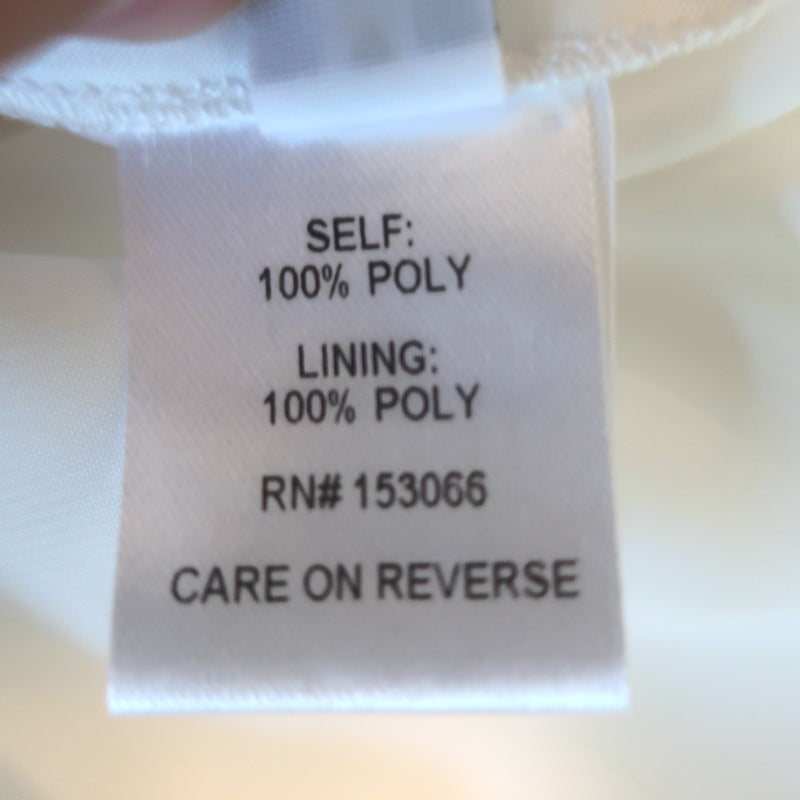 SELF:
100% POLY
LINING:
100% POLY
RN# 153066
CARE ON REVERSE